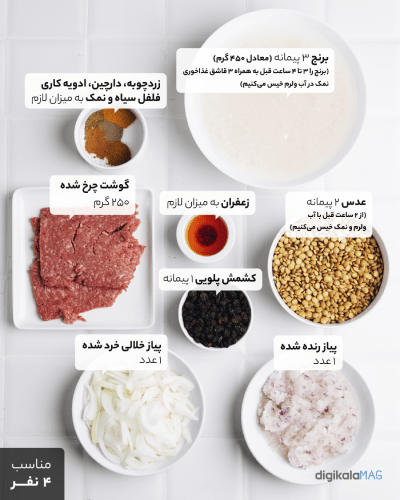 برنج ۳ پیمانه (معادل ۴۵۰ گرم)
(برنج را ۳ تا ۴ ساعت قبل به همراه ۳ قاشق غذاخوری
نمک در آب ولرم خیس می‌کنیم)
زردچوبه، دارچین، ادویه کاری
فلفل سیاه و نمک به میزان لازم
گوشت چرخ شده
۲۵۰ گرم
زعفران به میزان لازم
عدس ۲ پیمانه
(از ۲ ساعت قبل با آب
ولرم و نمک خیس می‌کنیم)
کشمش پلویی ۱ پیمانه
پیاز خلالی خرد شده
۱ عدد
پیاز رنده شده
۱ عدد
مناسب
۴ نفر
digikalaMAG